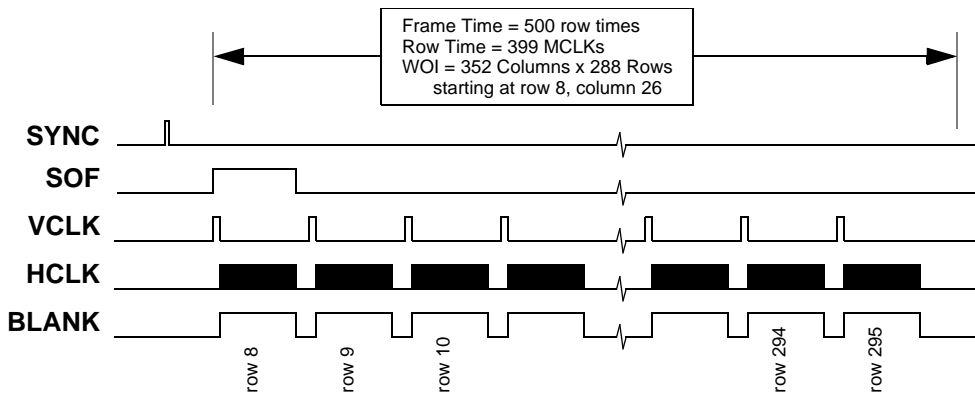 Frame Time = 500 row times
Row Time = 399 MCLKs
WOI = 352 Columns x 288 Rows
starting at row 8, column 26
SYNC
SOF
VCLK
HCLK
BLANK
row 8
row 9
row 10
row 294
row 295